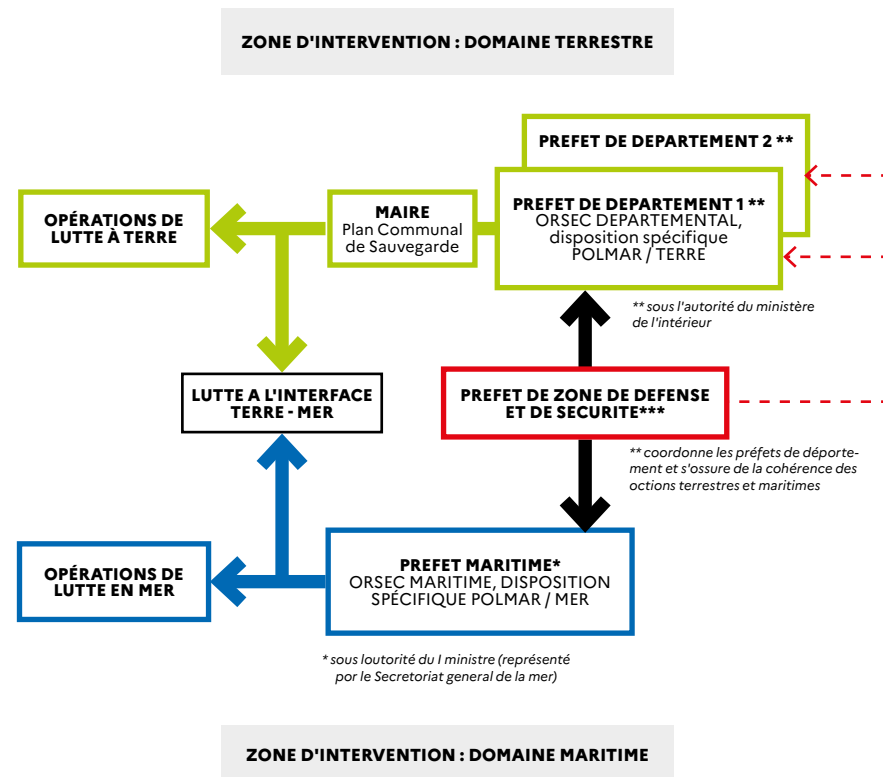 ZONE D'INTERVENTION : DOMAINE TERRESTRE
PREFET DE DEPARTEMENT 2 **
PREFET DE DEPARTEMENT 1 **
ORSEC DEPARTEMENTAL,
disposition spécifique
POLMAR / TERRE
MAIRE
Plan Communal
de Sauvegarde
OPÉRATIONS DE
LUTTE À TERRE
** sous l'autorité du ministère
de l'intérieur
LUTTE A L'INTERFACE
TERRE - MER
PREFET DE ZONE DE DEFENSE
ET DE SECURITE***
** coordonne les préfets de déporte-
ment et s'ossure de la cohérence des
octions terrestres et maritimes
OPÉRATIONS DE
LUTTE EN MER
PREFET MARITIME*
ORSEC MARITIME, DISPOSITION
SPÉCIFIQUE POLMAR / MER
* sous loutorité du I ministre (représenté
por le Secretoriat general de la mer)
ZONE D'INTERVENTION : DOMAINE MARITIME